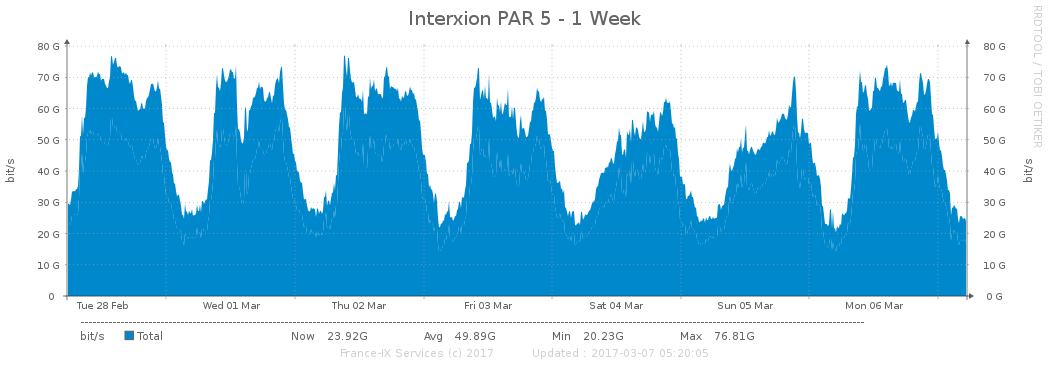 Interxion PAR 5 - 1 Week
RRDTOOL / TOBI OETIKER
80 G 80 G
70 G 70 G
60 G 60 G
50 G 50 G
40 G 40 G
30 G 30 G
20 G 20 G
10 G 10 G
0 0 G
bit/s bit/s
Tue 28 Feb Wed 01 Mar Thu 02 Mar Fri 03 Mar Sat 04 Mar Sun 05 Mar Mon 06 Mar
bit/s Total Now 23.92G Avg 49.89G Min 20.23G Max 76.81G
France-IX Services (c) 2017 Updated : 2017-03-07 05:20:05